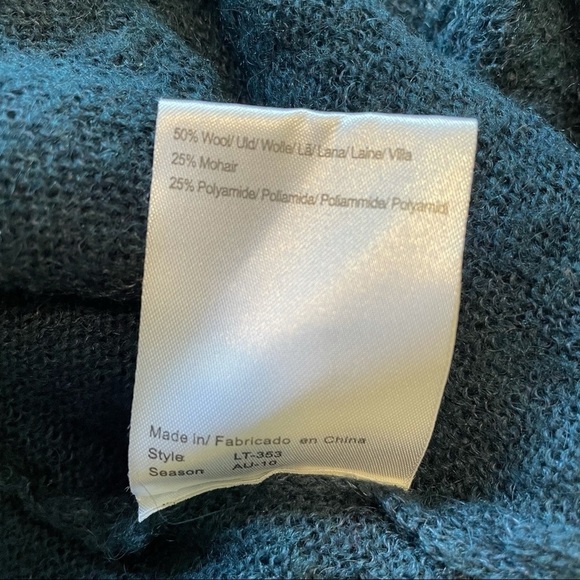 50% Wool/ Uld/ Wolle/ Lã/ Lana/ Laine/ Villa
25% Mohair
25% Polyamide/ Poliamida/ Poliammide/ Polyamid
Made in/ Fabricado en China
Style LT-353
Season AU-10